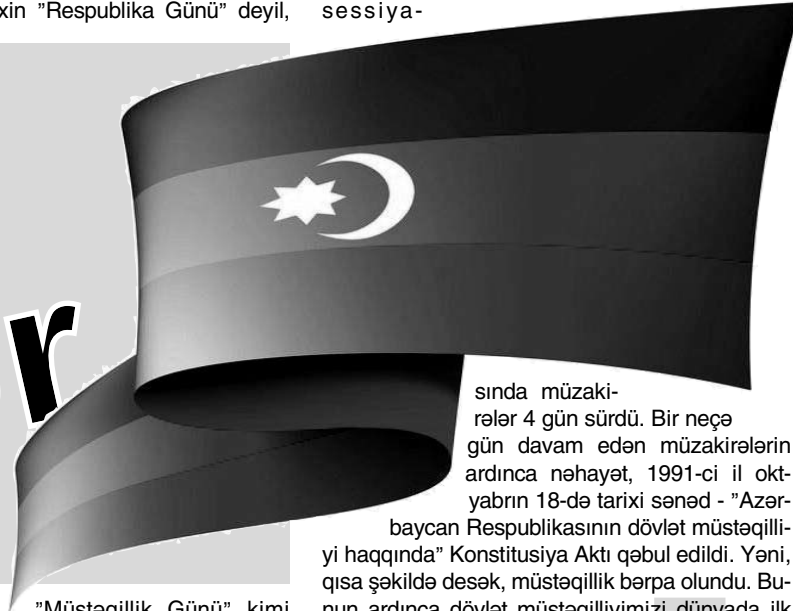 xin ”Respublika Günü” deyil,
r
”Müstəqillik Günü” kimi
sessiya-
sında müzaki-
rələr 4 gün sürdü. Bir neçə
gün davam edən müzakirələrin
ardınca nəhayət, 1991-ci il okt-
yabrın 18-də tarixi sənəd - ”Azər-
baycan Respublikasının dövlət müstəqilli-
yi haqqında” Konstitusiya Aktı qəbul edildi. Yəni,
qısa şəkildə desək, müstəqillik bərpa olundu. Bu-
nun ardınca dövlət müstəqilliyimizi dünyada ilk